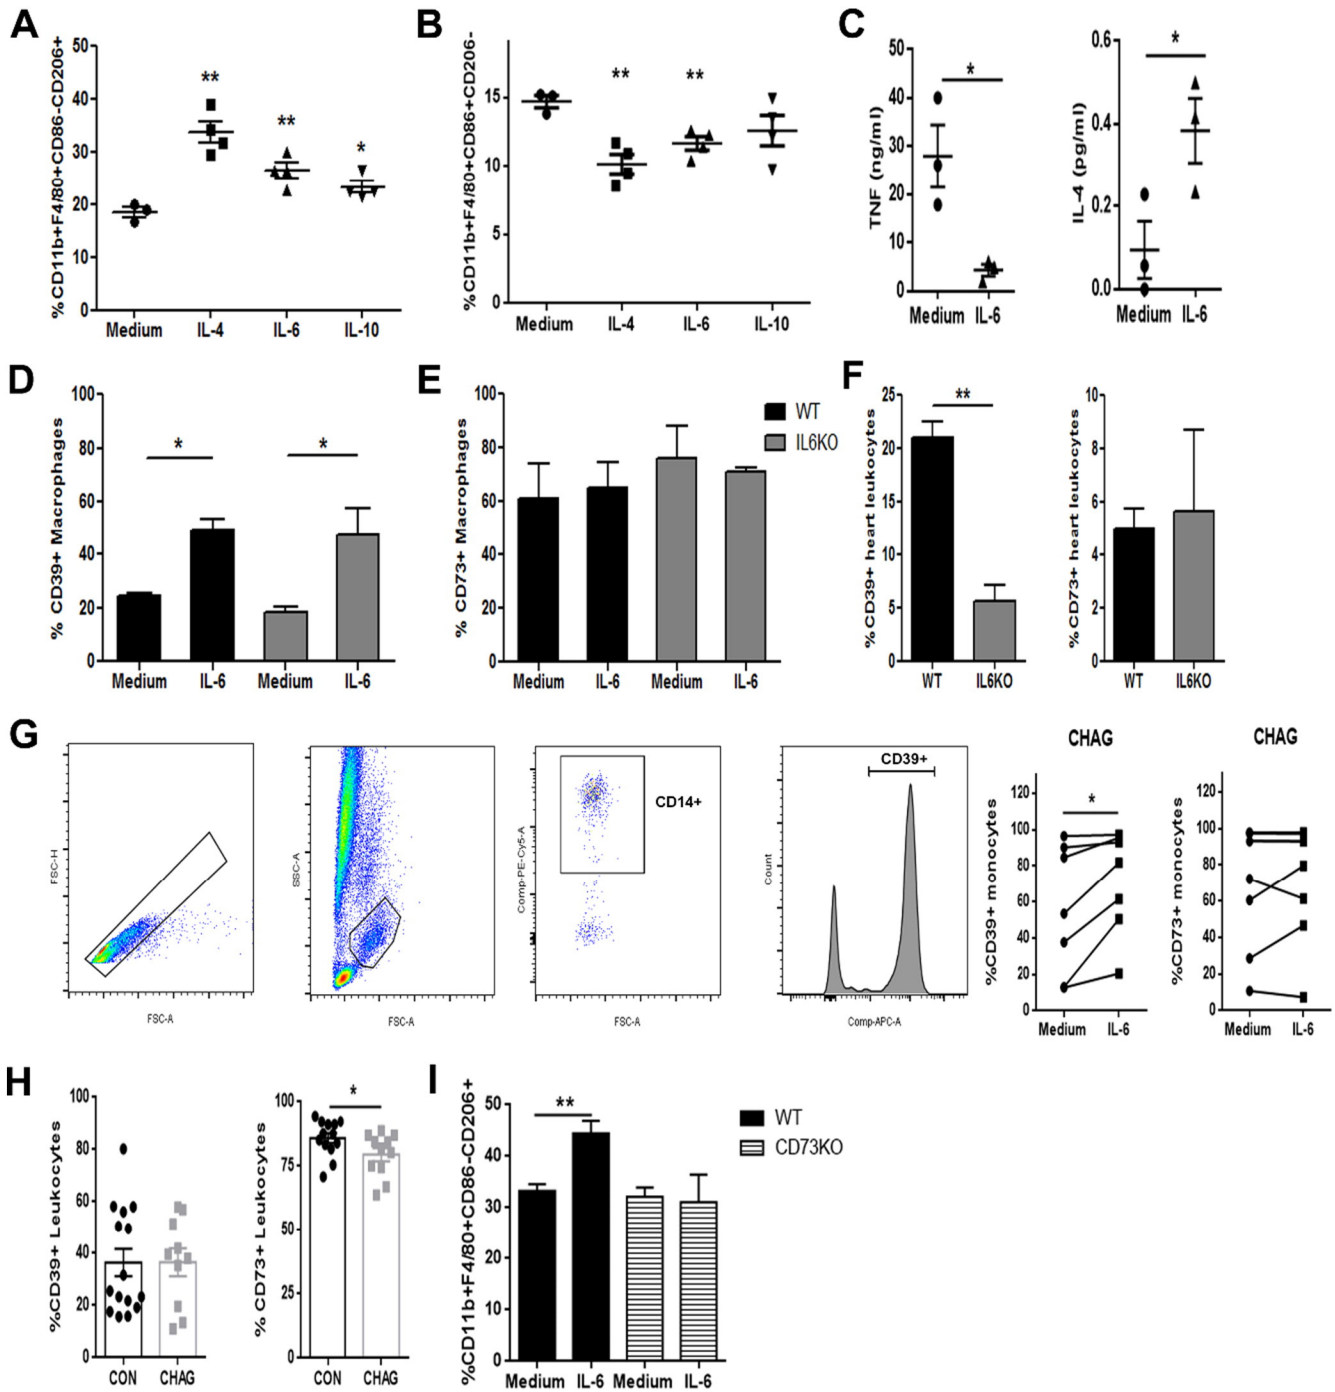 A
%CD11b+F4/80+CD86-CD206+
50
40
30
20
10
0
**
**
*
Medium IL-4 IL-6 IL-10
B
%CD11b+F4/80+CD86+CD206-
15
10
5
0
**
**
Medium IL-4 IL-6 IL-10
C
TNF (ng/ml)
50
40
30
20
10
0
*
Medium IL-6
IL-4 (pg/ml)
0.6
0.4
0.2
0.0
*
Medium IL-6
D
% CD39+ Macrophages
100
80
60
40
20
0
*
*
Medium IL-6 Medium IL-6
E
% CD73+ Macrophages
100
80
60
40
20
0
WT
IL6KO
Medium IL-6 Medium IL-6
F
%CD39+ heart leukocytes
25
20
15
10
5
0
**
WT IL6KO
%CD73+ heart leukocytes
10
8
6
4
2
0
WT IL6KO
G
FSC-H
FSC-A
SSC-A
FSC-A
Comp-PE-Cy5-A
CD14+
FSC-A
Count
CD39+
Comp-APC-A
CHAG
%CD39+ monocytes
120
100
80
60
40
20
0
*
Medium IL-6
CHAG
%CD73+ monocytes
120
100
80
60
40
20
0
Medium IL-6
H
%CD39+ Leukocytes
100
80
60
40
20
0
CON CHAG
% CD73+ Leukocytes
100
75
50
25
0
*
CON CHAG
I
%CD11b+F4/80+CD86-CD206+
50
40
30
20
10
0
**
WT
CD73KO
Medium IL-6 Medium IL-6